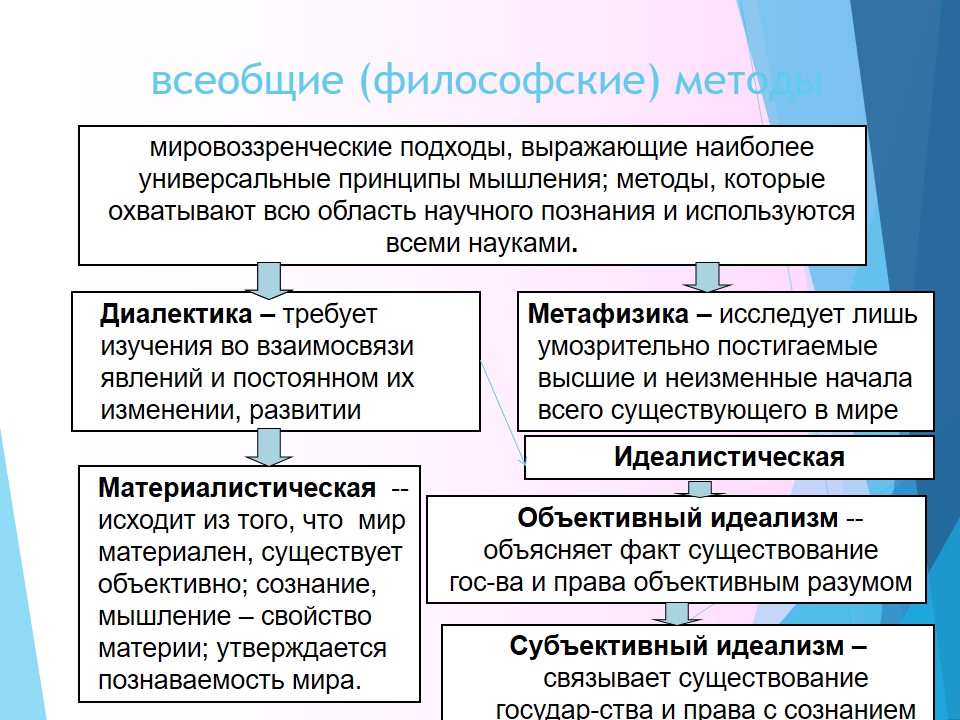 всеобщие (философские) методы
мировоззренческие подходы, выражающие наиболее
универсальные принципы мышления; методы, которые
охватывают всю область научного познания и используются
всеми науками.
Диалектика – требует
изучения во взаимосвязи
явлений и постоянном их
изменении, развитии
Метафизика – исследует лишь
умозрительно постигаемые
высшие и неизменные начала
всего существующего в мире
Идеалистическая
Материалистическая --
исходит из того, что мир
материален, существует
объективно; сознание,
мышление – свойство
материи; утверждается
познаваемость мира.
Объективный идеализм --
объясняет факт существование
гос-ва и права объективным разумом
Субъективный идеализм –
связывает существование
государ-ства и права с сознанием